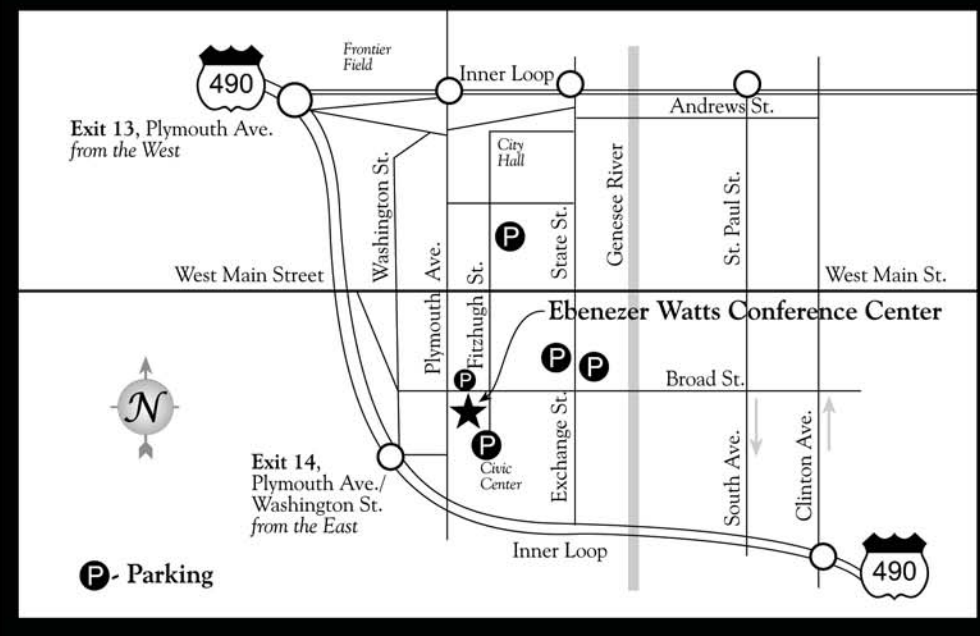 Frontier
Field
490
Inner Loop
Andrews St.
Exit 13, Plymouth Ave.
from the West
City
Hall
Washington St.
Plymouth Ave.
Fitzhugh St.
State St.
Genesee River
St. Paul St.
P
West Main Street
West Main St.
Ebenezer Watts Conference Center
P
P
P
Broad St.
N
P
Civic
Center
Exchange St.
South Ave.
Clinton Ave.
Exit 14,
Plymouth Ave./
Washington St.
from the East
Inner Loop
490
P - Parking